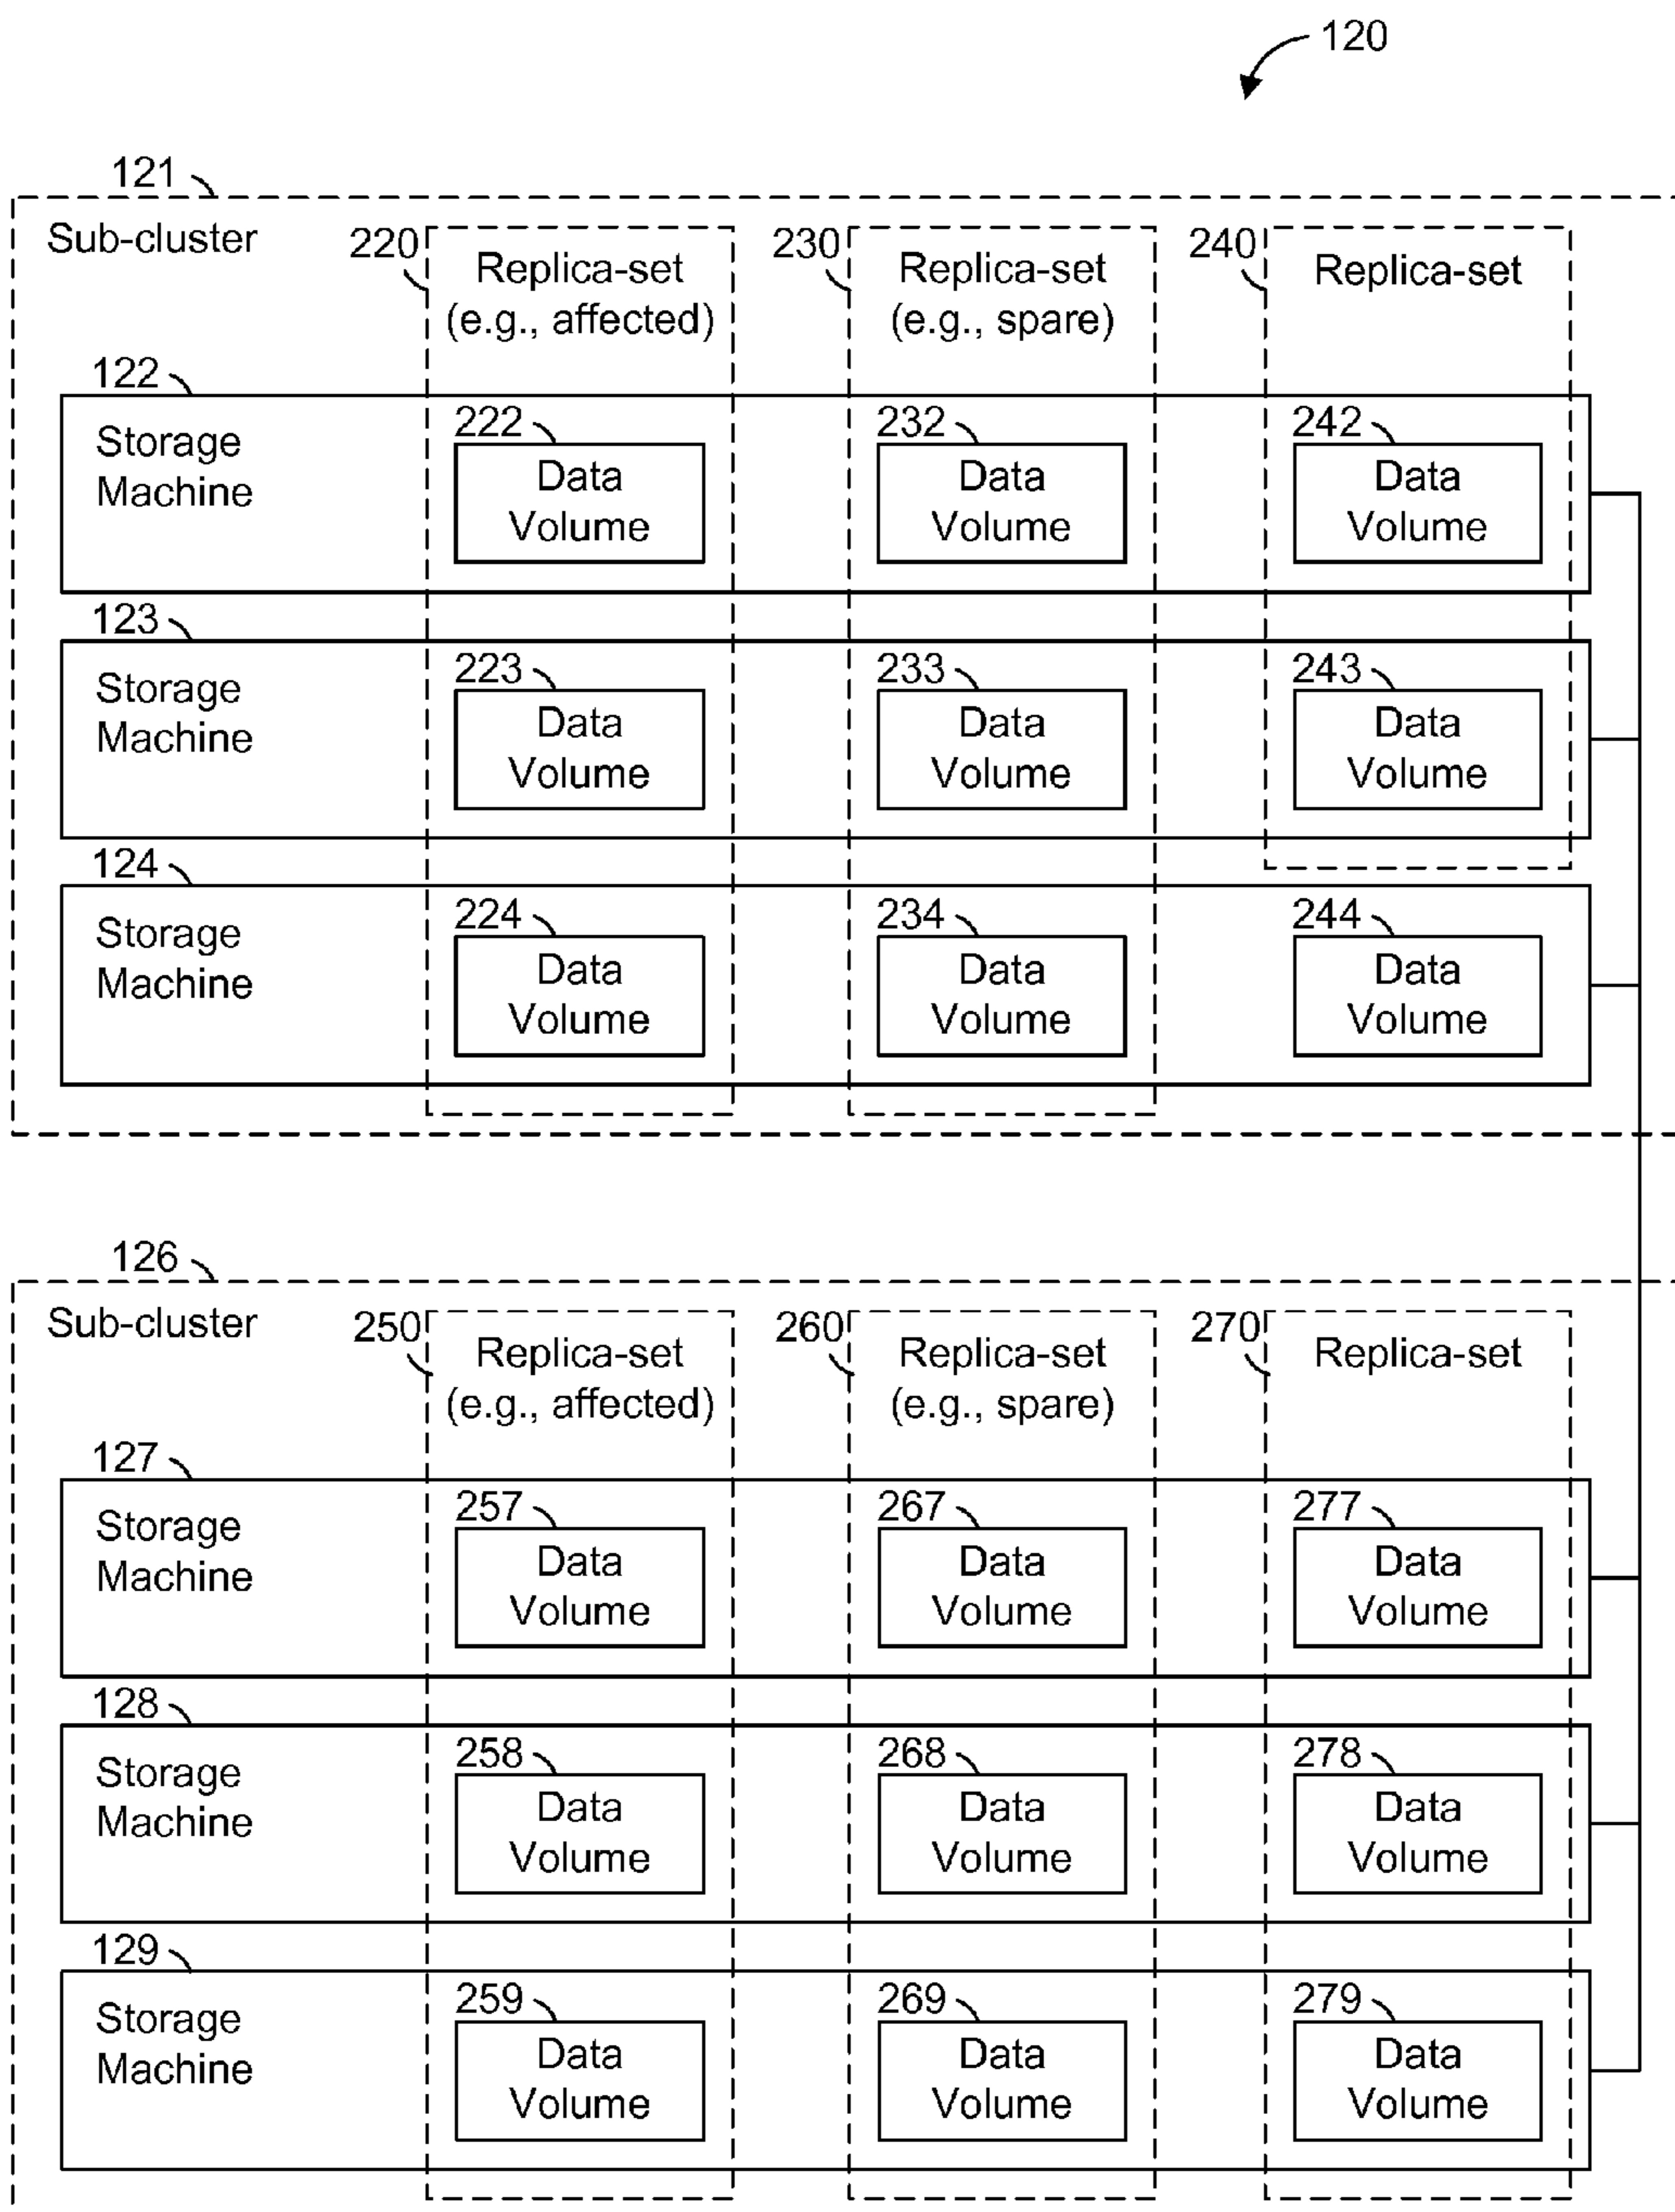 120
121
Sub-cluster
220
Replica-set
(e.g., affected)
230
Replica-set
(e.g., spare)
240
Replica-set
122
Storage
Machine
222
Data
Volume
232
Data
Volume
242
Data
Volume
123
Storage
Machine
223
Data
Volume
233
Data
Volume
243
Data
Volume
124
Storage
Machine
224
Data
Volume
234
Data
Volume
244
Data
Volume
126
Sub-cluster
250
Replica-set
(e.g., affected)
260
Replica-set
(e.g., spare)
270
Replica-set
127
Storage
Machine
257
Data
Volume
267
Data
Volume
277
Data
Volume
128
Storage
Machine
258
Data
Volume
268
Data
Volume
278
Data
Volume
129
Storage
Machine
259
Data
Volume
269
Data
Volume
279
Data
Volume